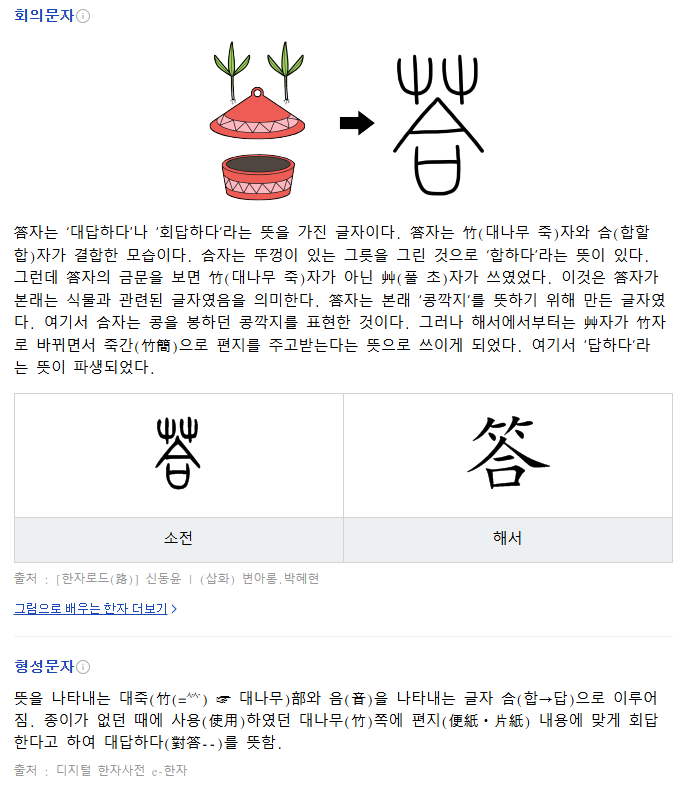 회의문자
答자는 '대답하다'나 '회답하다'라는 뜻을 가진 글자이다. 答자는 竹(대나무 죽)자와 合(합할
합)자가 결합한 모습이다. 合자는 뚜껑이 있는 그릇을 그린 것으로 '합하다'라는 뜻이 있다.
그런데 答자의 금문을 보면 竹(대나무 죽)자가 아닌 艸(풀 초)자가 쓰였었다. 이것은 答자가
본래는 식물과 관련된 글자였음을 의미한다. 答자는 본래 '콩깍지'를 뜻하기 위해 만든 글자였
다. 여기서 合자는 콩을 봉하던 콩깍지를 표현한 것이다. 그러나 해서에서부터는 艸자가 竹자
로 바뀌면서 죽간(竹簡)으로 편지를 주고받는다는 뜻으로 쓰이게 되었다. 여기서 '답하다'라
는 뜻이 파생되었다.
荅 答
소전 해서
출처 : [한자로드(路)] 신동윤 | (삽화) 변아롱.박혜현
그림으로 배우는 한자 더보기 >
형성문자
뜻을 나타내는 대죽(竹(=⺮) ☞ 대나무)部와 음(音)을 나타내는 글자 合(합→답)으로 이루어
짐. 종이가 없던 때에 사용(使用)하였던 대나무(竹)쪽에 편지(便紙·片紙) 내용에 맞게 회답
한다고 하여 대답하다(對答--)를 뜻함.
출처 : 디지털 한자사전 e-한자